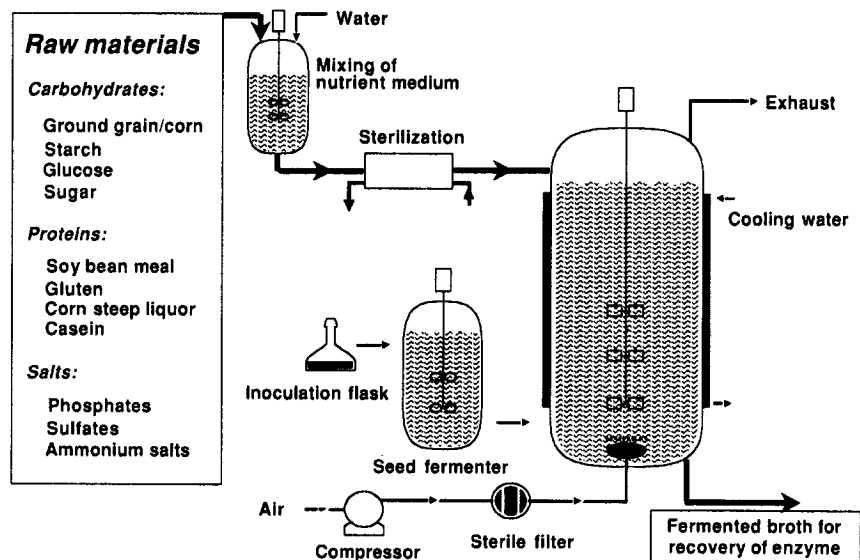 Raw materials
Carbohydrates:
Ground grain/corn
Starch
Glucose
Sugar
Proteins:
Soy bean meal
Gluten
Corn steep liquor
Casein
Salts:
Phosphates
Sulfates
Ammonium salts
Water
Mixing of
nutrient medium
Sterilization
Exhaust
Cooling water
Inoculation flask
Seed fermenter
Air
Compressor
Sterile filter
Fermented broth for
recovery of enzyme